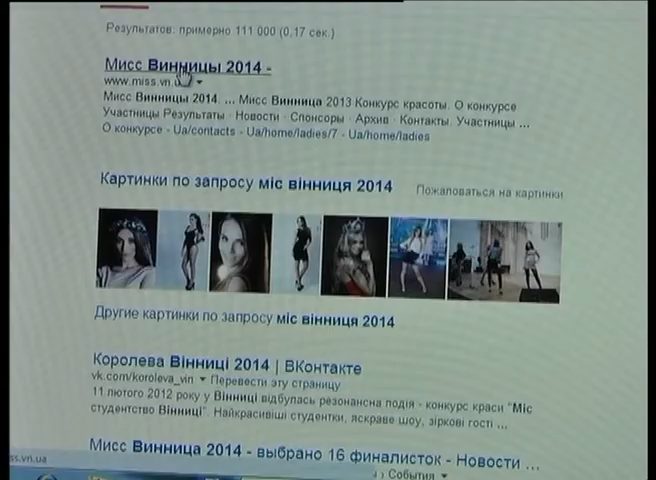 Результатов: примерно 111 000 (0,17 сек.)
Мисс Винницы 2014 -
www.miss.vn.u
Мисс Винницы 2014. ... Мисс Винница 2013 Конкурс красоты. О конкурсе
Участницы Результаты · Новости · Спонсоры · Архив · Контакты. Участницы ...
О конкурсе - Ua/contacts - Ua/home/ladies/7 - Ua/home/ladies
Картинки по запросу міс вінниця 2014
Пожаловаться на картинки
Другие картинки по запросу міс вінниця 2014
Королева Вінниці 2014 | ВКонтакте
vk.com/koroleva_vin Перевести эту страницу
11 лютого 2012 року у Вінниці відбулась резонансна подія - конкурс краси "Міс
студентство Вінниці". Найкрасивіші студентки, яскраве шоу, зіркові гості ...
Мисс Винница 2014 - выбрано 16 финалисток - Новости ...
ss.vn.ua
› События